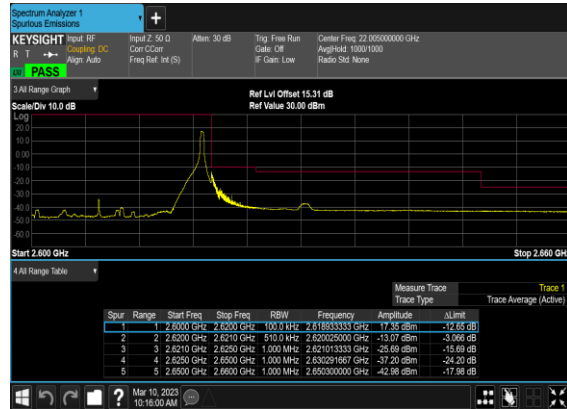 Spectrum Analyzer 1
Spurious Emissions
+
KEYSIGHT Input: RF Input Z: 50 Ω Atten: 30 dB Trig: Free Run Center Freq: 22.005000000 GHz
R T Coupling: DC Corr CCorr Gate: Off Avg|Hold: 1000/1000
Align: Auto Freq Ref: Int (S) IF Gain: Low Radio Std: None
PASS
3 All Range Graph
Ref Lvl Offset 15.31 dB
Scale/Div 10.0 dB Ref Value 30.00 dBm
Log
20.0
10.0
0.00
-10.0
-20.0
-30.0
-40.0
-50.0
-60.0
Start 2.600 GHz Stop 2.660 GH
4 All Range Table
Measure Trace Trace 1
Trace Type Trace Average (Active)
Spur Range Start Freq Stop Freq RBW Frequency Amplitude ΔLimit
1 1 2.6000 GHz 2.6200 GHz 100.0 kHz 2.618933333 GHz 17.35 dBm -12.65 dB
2 2 2.6200 GHz 2.6210 GHz 510.0 kHz 2.620025000 GHz -13.07 dBm -3.066 dB
3 3 2.6210 GHz 2.6250 GHz 1.000 MHz 2.621013333 GHz -25.69 dBm -15.69 dB
4 4 2.6250 GHz 2.6500 GHz 1.000 MHz 2.630291667 GHz -37.20 dBm -24.20 dB
5 5 2.6500 GHz 2.6600 GHz 1.000 MHz 2.650300000 GHz -42.98 dBm -17.98 dB
? Mar 10, 2023
10:16:00 AM